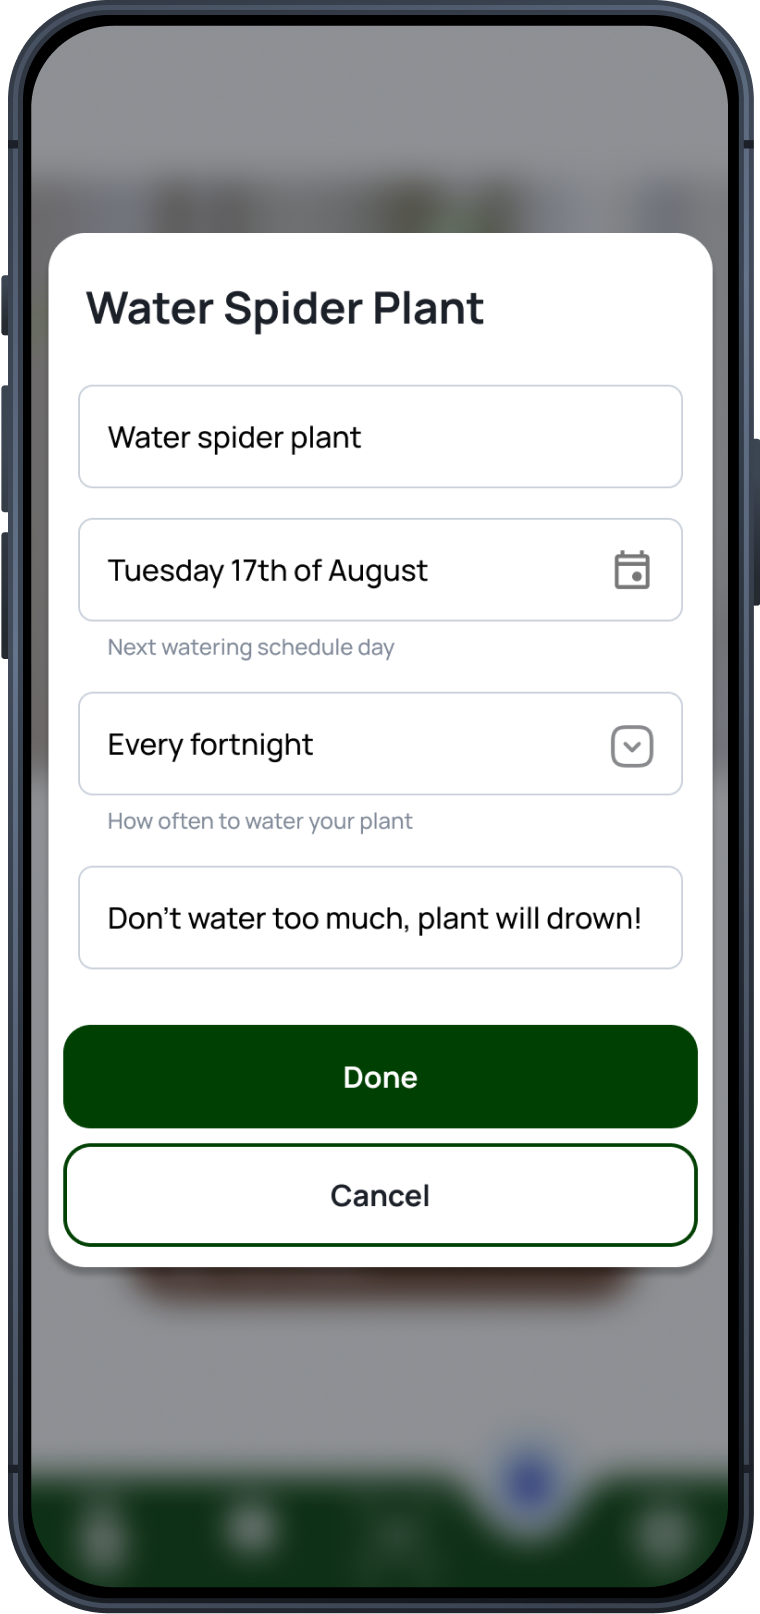 Water Spider Plant
Water spider plant
Tuesday 17th of August
Next watering schedule day
Every fortnight
How often to water your plant
Don’t water too much, plant will drown!
Done
Cancel